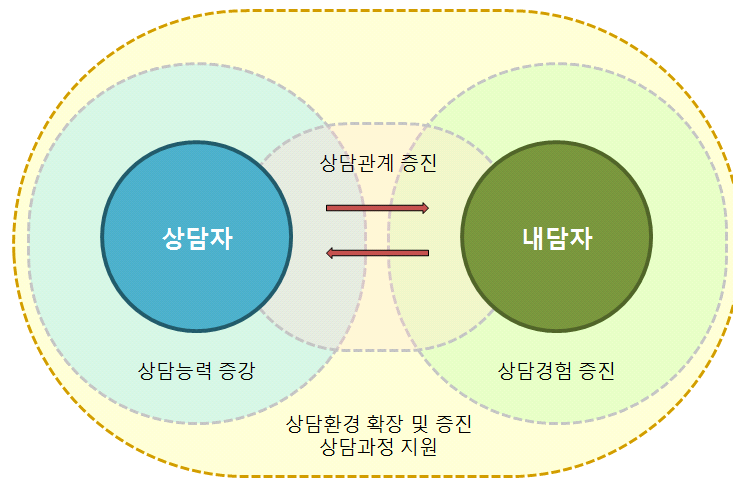 상담관계 증진
상담자
내담자
상담능력 증강
상담경험 증진
상담환경 확장 및 증진
상담과정 지원